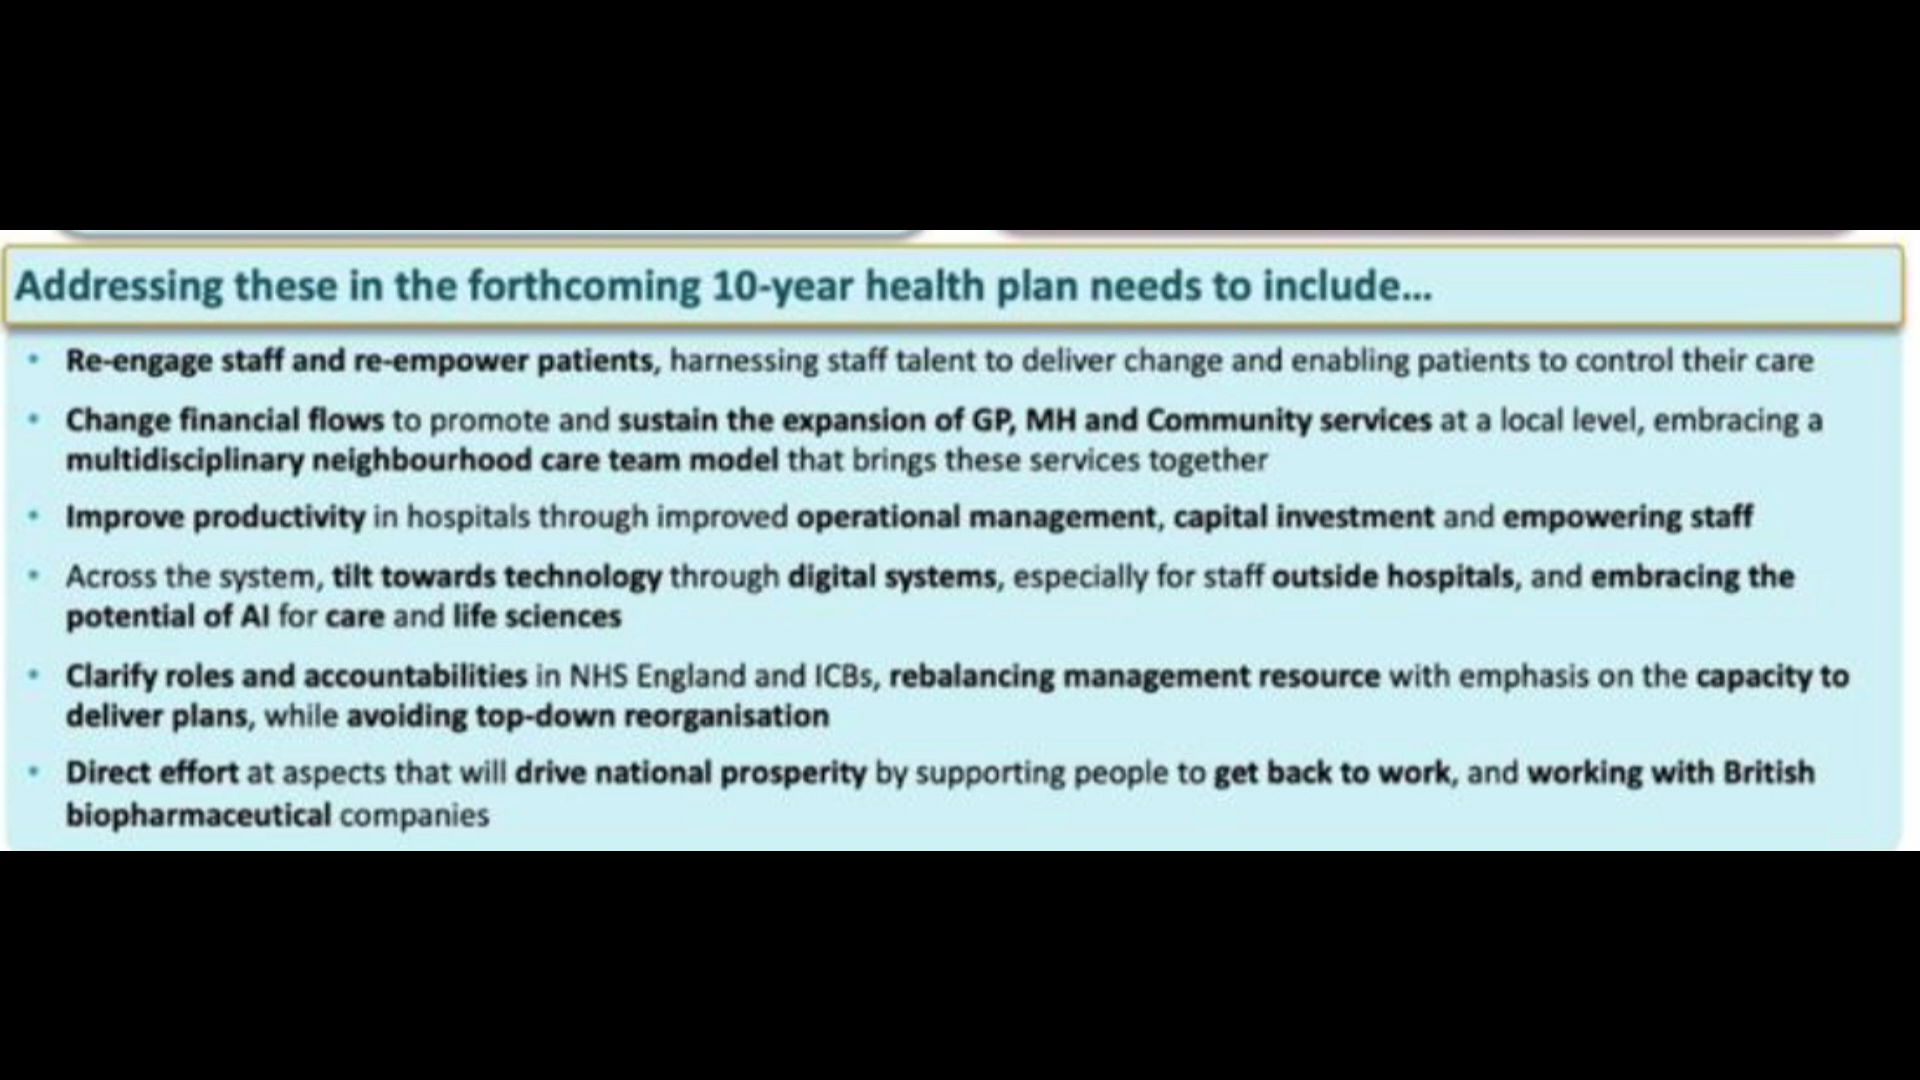 Addressing these in the forthcoming 10-year health plan needs to include...
• Re-engage staff and re-empower patients, harnessing staff talent to deliver change and enabling patients to control their care
• Change financial flows to promote and sustain the expansion of GP, MH and Community services at a local level, embracing a
multidisciplinary neighbourhood care team model that brings these services together
• Improve productivity in hospitals through improved operational management, capital investment and empowering staff
• Across the system, tilt towards technology through digital systems, especially for staff outside hospitals, and embracing the
potential of AI for care and life sciences
• Clarify roles and accountabilities in NHS England and ICBs, rebalancing management resource with emphasis on the capacity to
deliver plans, while avoiding top-down reorganisation
• Direct effort at aspects that will drive national prosperity by supporting people to get back to work, and working with British
biopharmaceutical companies